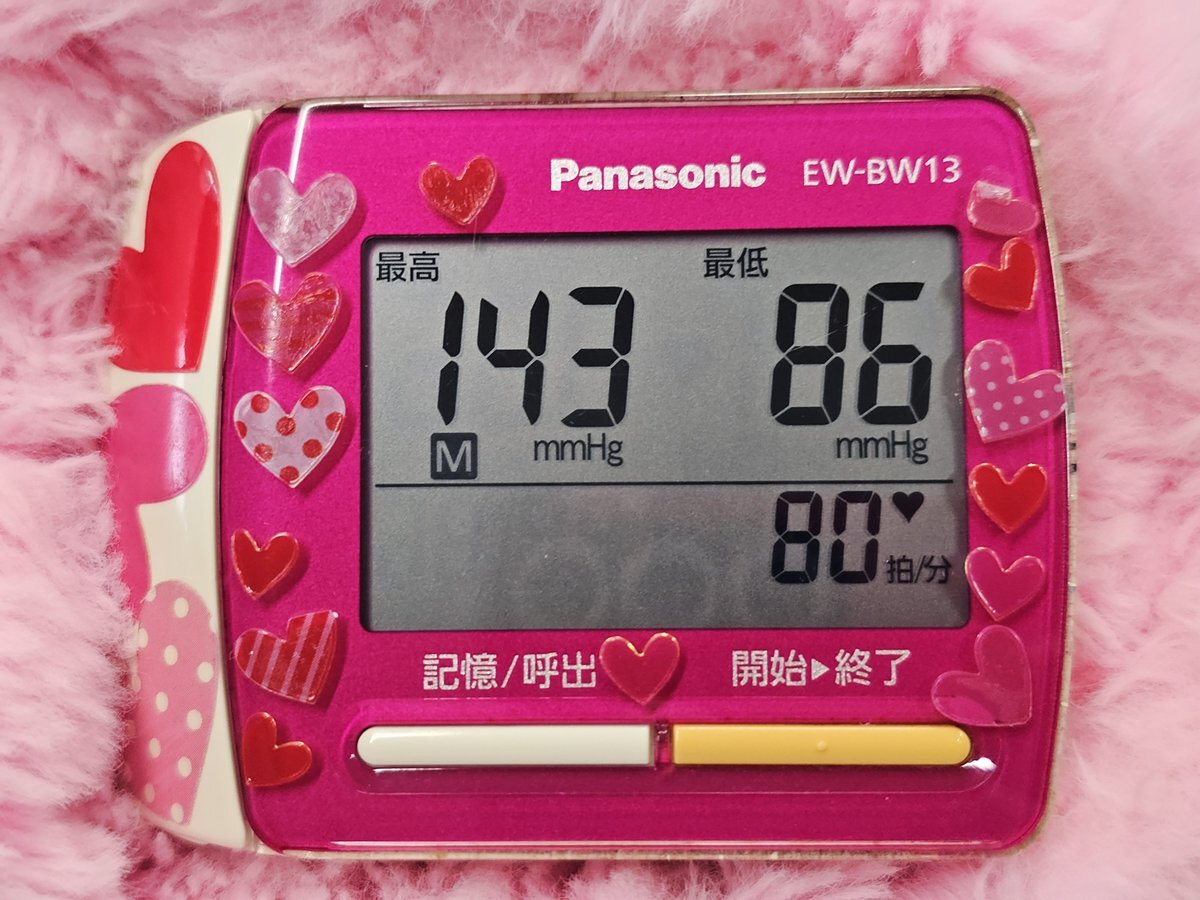 Panasonic EW-BW13
最高 最低
143 86
M mmHg mmHg
80♥
拍/分
記憶/呼出 開始▶終了